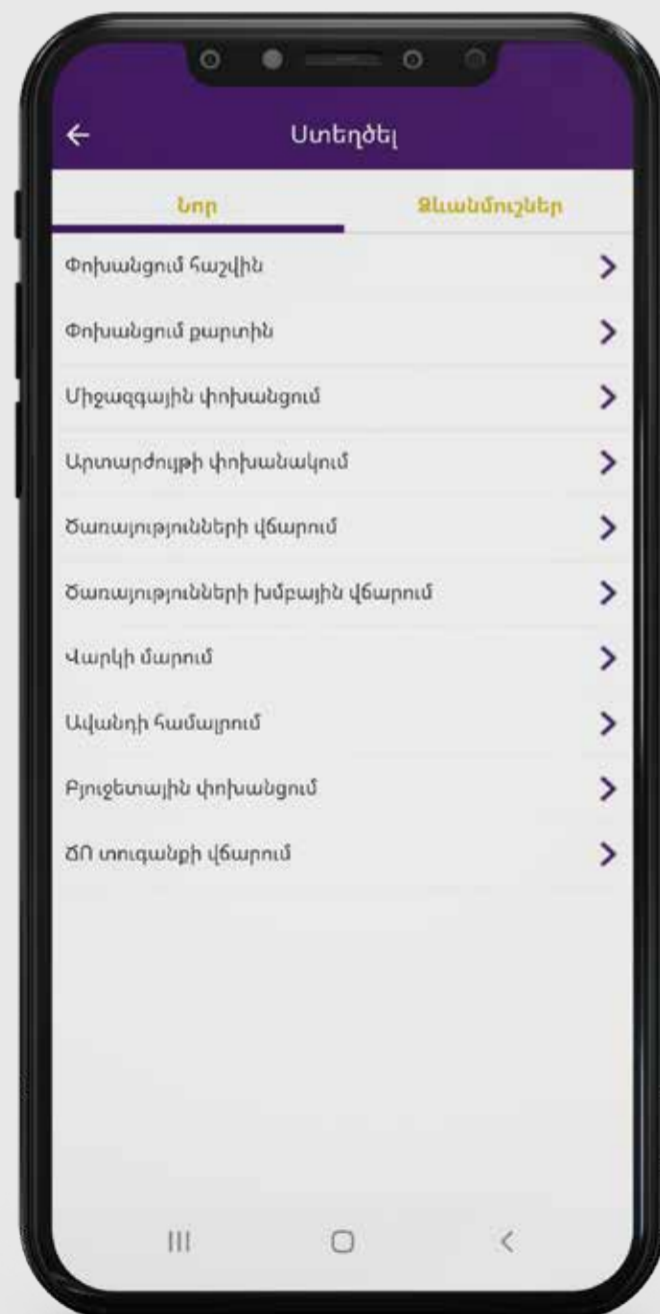 Ստեղծել
Նոր
Ձևանմուշներ
Փոխանցում հաշվին
Փոխանցում քարտին
Միջազգային փոխանցում
Արտարժույթի փոխանակում
Ծառայությունների վճարում
Ծառայությունների խմբային վճարում
Վարկի մարում
Ավանդի համալրում
Բյուջետային փոխանցում
ՃՈ տուգանքի վճարում